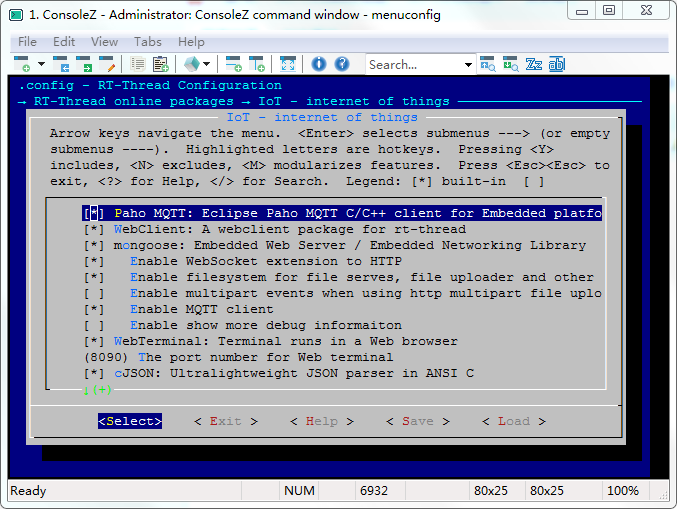 1. ConsoleZ - Administrator: ConsoleZ command window - menuconfig
File Edit View Tabs Help
Search...
.config - RT-Thread Configuration
→ RT-Thread online packages → IoT - internet of things
IoT - internet of things
Arrow keys navigate the menu. <Enter> selects submenus ---> (or empty
submenus ----). Highlighted letters are hotkeys. Pressing <Y>
includes, <N> excludes, <M> modularizes features. Press <Esc><Esc> to
exit, <?> for Help, </> for Search. Legend: [*] built-in [ ]
[*] Paho MQTT: Eclipse Paho MQTT C/C++ client for Embedded platfo
[*] WebClient: A webclient package for rt-thread
[*] mongoose: Embedded Web Server / Embedded Networking Library
[*] Enable WebSocket extension to HTTP
[*] Enable filesystem for file serves, file uploader and other
[ ] Enable multipart events when using http multipart file uplo
[*] Enable MQTT client
[ ] Enable show more debug informaiton
[*] WebTerminal: Terminal runs in a Web browser
(8090) The port number for Web terminal
[*] cJSON: Ultralightweight JSON parser in ANSI C
↓(+)
<Select> < Exit > < Help > < Save > < Load >
Ready NUM 6932 80x25 80x25 100%